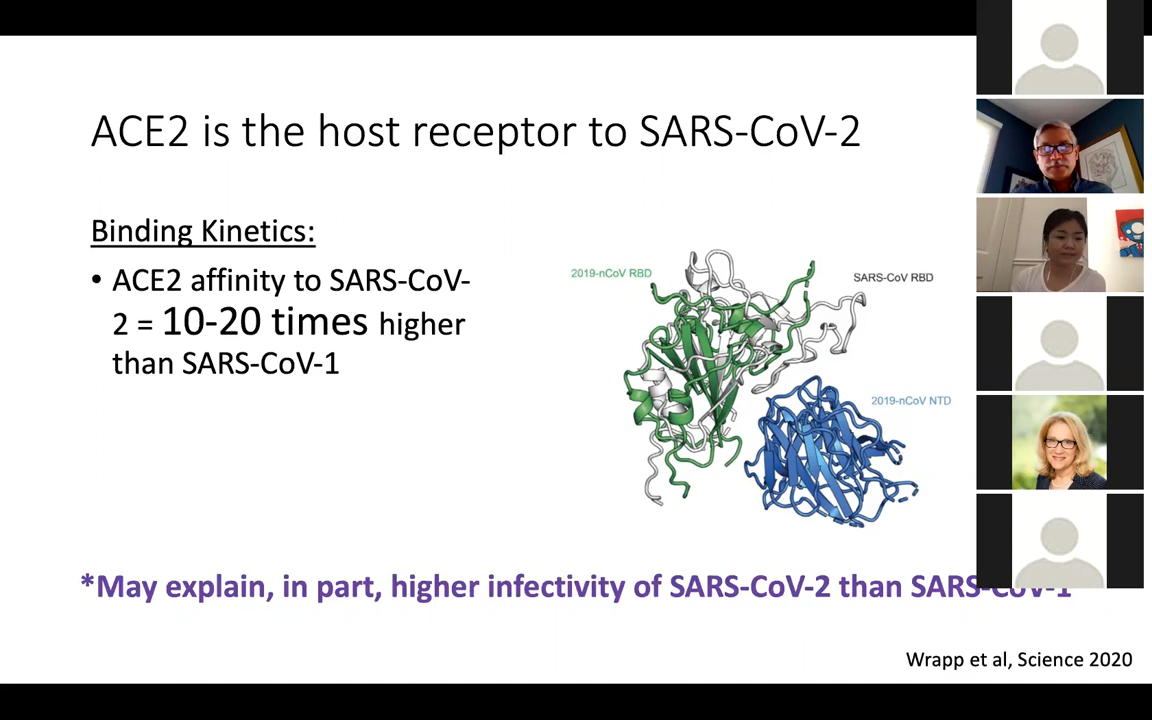 ACE2 is the host receptor to SARS-CoV-2
Binding Kinetics:
• ACE2 affinity to SARS-CoV-
2 = 10-20 times higher
than SARS-CoV-1
2019-nCoV RBD
SARS-CoV RBD
2019-nCoV NTD
*May explain, in part, higher infectivity of SARS-CoV-2 than SARS-CoV-1
Wrapp et al, Science 2020